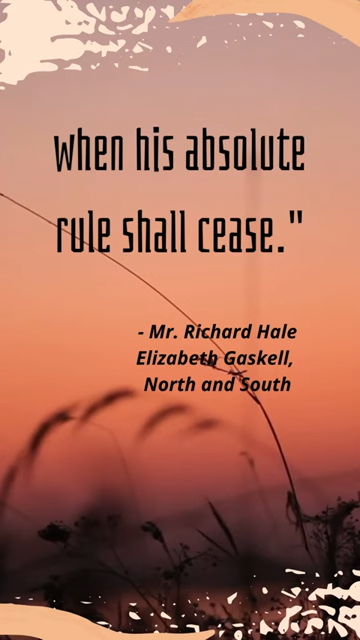 when his absolute
rule shall cease."
- Mr. Richard Hale
Elizabeth Gaskell,
North and South